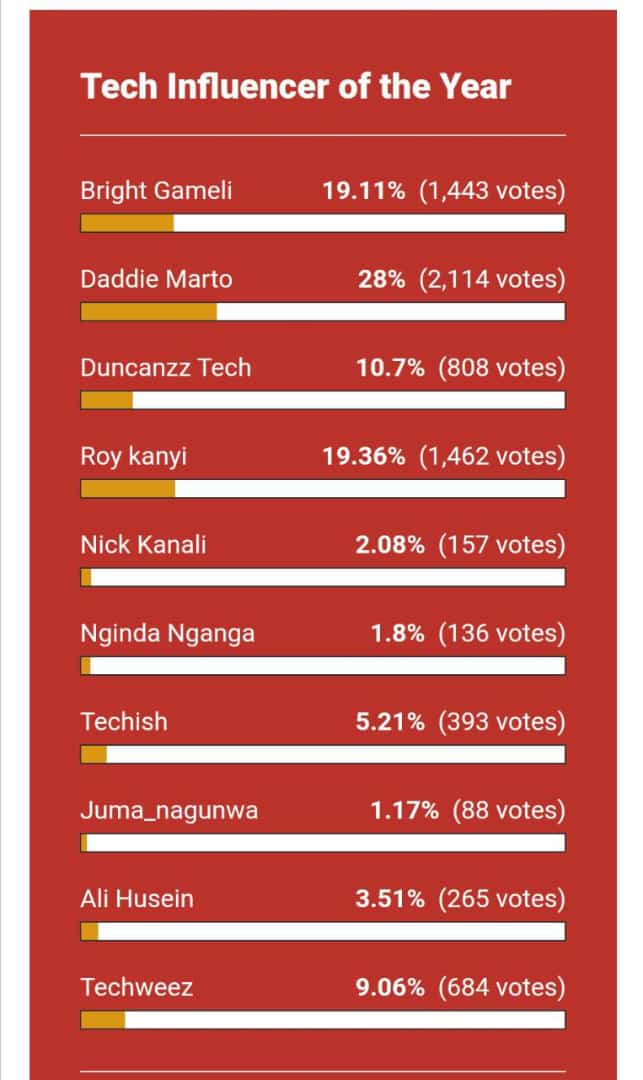 Tech Influencer of the Year
Bright Gameli 19.11% (1,443 votes)
Daddie Marto 28% (2,114 votes)
Duncanzz Tech 10.7% (808 votes)
Roy kanyi 19.36% (1,462 votes)
Nick Kanali 2.08% (157 votes)
Nginda Nganga 1.8% (136 votes)
Techish 5.21% (393 votes)
Juma_nagunwa 1.17% (88 votes)
Ali Husein 3.51% (265 votes)
Techweez 9.06% (684 votes)